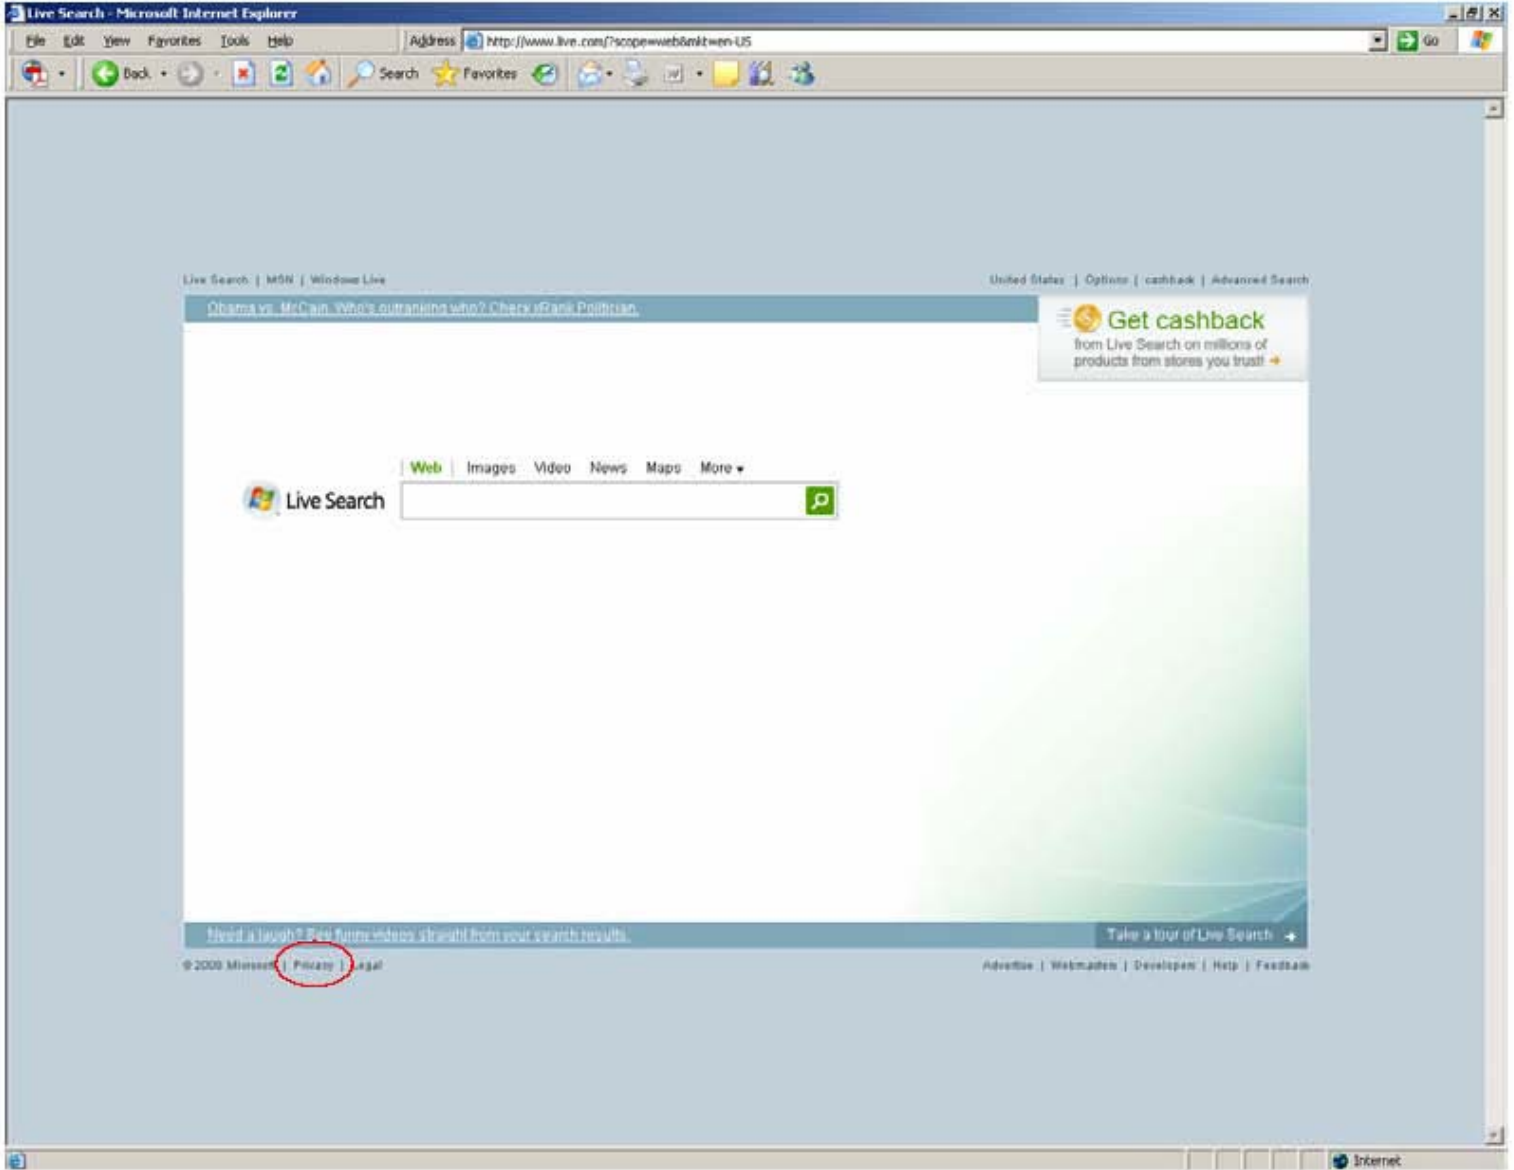 Live Search - Microsoft Internet Explorer
File Edit View Favorites Tools Help Address http://www.live.com/?scope=web&mkt=en-US Go
Back Search Favorites
Live Search | MSN | Windows Live United States | Options | cashback | Advanced Search
Obama vs. McCain. Who's outranking who? Check xRank Politician.
Get cashback
from Live Search on millions of
products from stores you trust!
Web | Images Video News Maps More
Live Search
Need a laugh? See funny videos straight from your search results.
Take a tour of Live Search
© 2008 Microsoft | Privacy | Legal Advertise | Webmasters | Developers | Help | Feedback
Internet